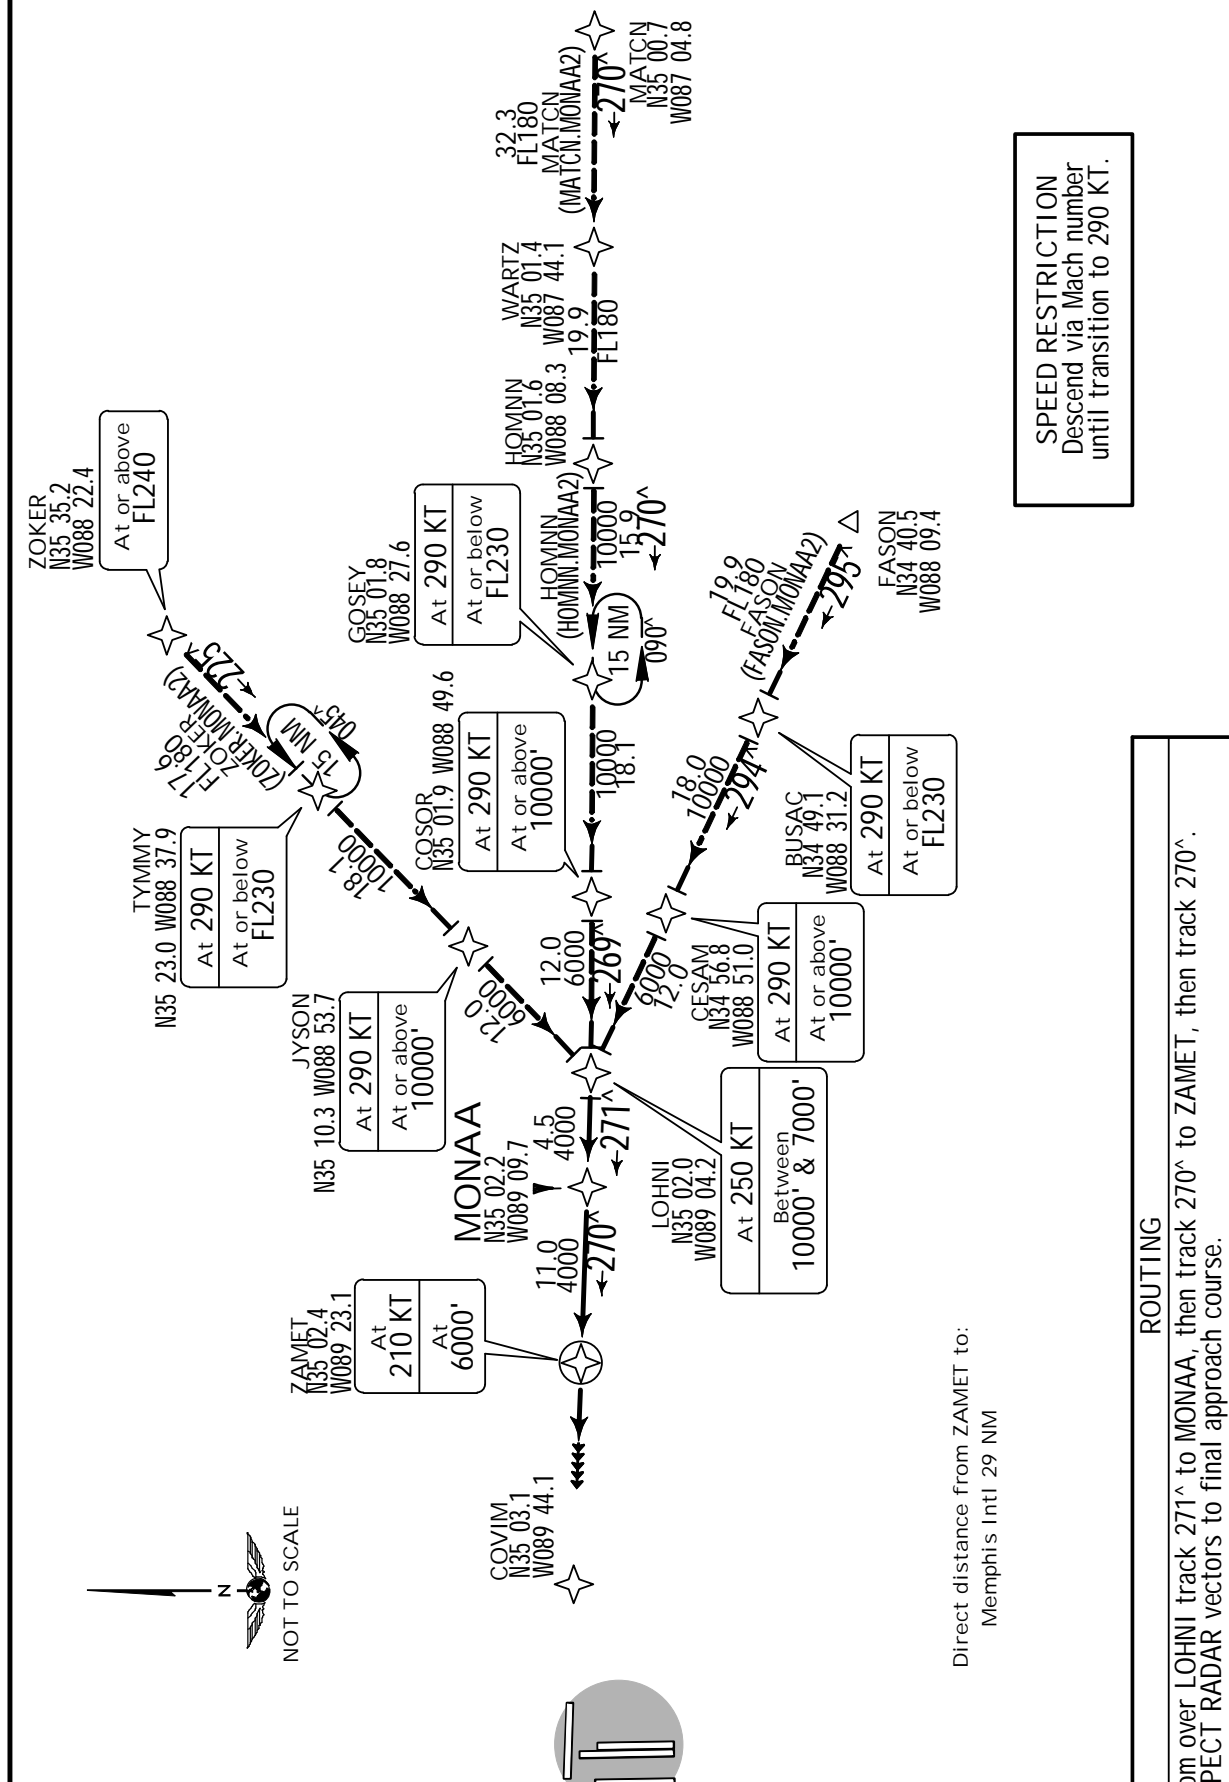 ZOKER
N35 35.2
W088 22.4
At or above
FL240
225^
17.6
FL180
ZOKER
(ZOKER.MONAA2)
15 NM
045^
TYMMY
N35 23.0 W088 37.9
At 290 KT
At or below
FL230
18.1
10000
JYSON
N35 10.3 W088 53.7
At 290 KT
At or above
10000'
12.0
6000
MATCN
N35 00.7
W087 04.8
270^
32.3
FL180
MATCN
(MATCN.MONAA2)
WARTZ
N35 01.4
W087 44.1
19.9
FL180
HOMNN
N35 01.6
W088 08.3
HOMNN
(HOMNN.MONAA2)
10000
15.9
270^
GOSEY
N35 01.8
W088 27.6
At 290 KT
At or below
FL230
15 NM
090^
10000
18.1
COSOR
N35 01.9 W088 49.6
At 290 KT
At or above
10000'
12.0
6000
269^
FASON
N34 40.5
W088 09.4
295^
19.9
FL180
FASON
(FASON.MONAA2)
BUSAC
N34 49.1
W088 31.2
At 290 KT
At or below
FL230
18.0
10000
294^
CESAM
N34 56.8
W088 51.0
At 290 KT
At or above
10000'
6000
12.0
LOHNI
N35 02.0
W089 04.2
At 250 KT
Between
10000' & 7000'
4.5
4000
271^
MONAA
N35 02.2
W089 09.7
11.0
4000
270^
ZAMET
N35 02.4
W089 23.1
At
210 KT
At
6000'
COVIM
N35 03.1
W089 44.1
N
NOT TO SCALE
Direct distance from ZAMET to:
Memphis Intl 29 NM
SPEED RESTRICTION
Descend via Mach number
until transition to 290 KT.
ROUTING
om over LOHNI track 271^ to MONAA, then track 270^ to ZAMET, then track 270^.
PECT RADAR vectors to final approach course.